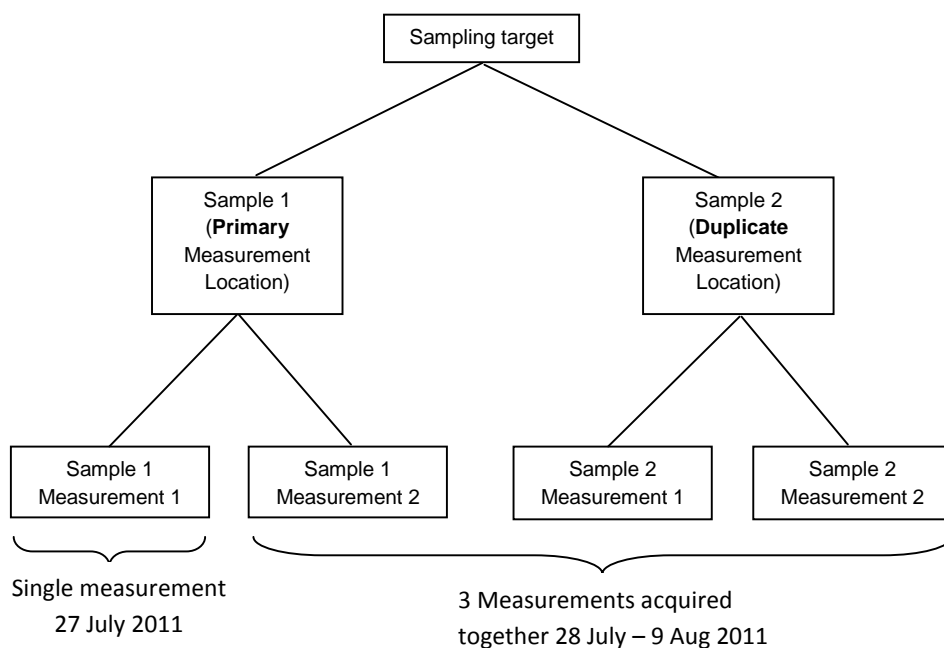 Sampling target
Sample 1
(Primary
Measurement
Location)
Sample 2
(Duplicate
Measurement
Location)
Sample 1
Measurement 1
Sample 1
Measurement 2
Sample 2
Measurement 1
Sample 2
Measurement 2
Single measurement
27 July 2011
3 Measurements acquired
together 28 July – 9 Aug 2011